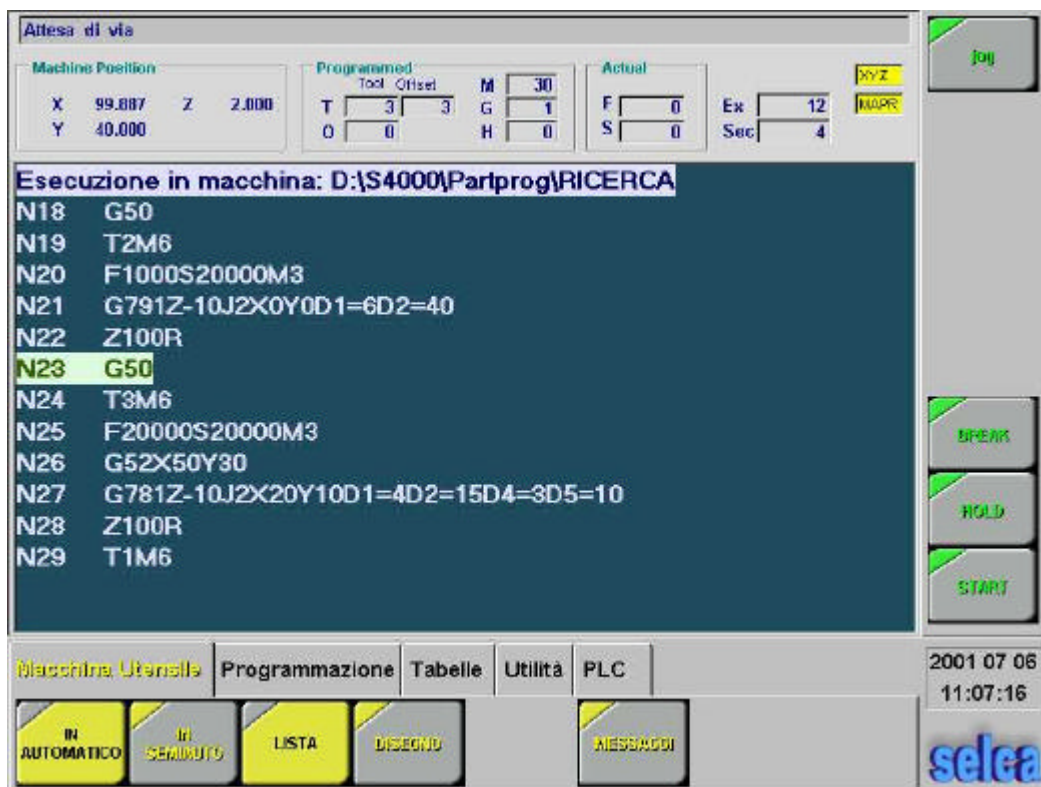 Attesa di via
jog
Machine Position
X 99.887 Z 2.000
Y 40.000
Programmed
Tool Offset
T 3 3
O 0
M 30
G 1
H 0
Actual
F 0
S 0
Ex 12
Sec 4
XYZ
MAPR
Esecuzione in macchina: D:\S4000\Partprog\RICERCA
N18 G50
N19 T2M6
N20 F1000S20000M3
N21 G791Z-10J2X0Y0D1=6D2=40
N22 Z100R
N23 G50
N24 T3M6
N25 F20000S20000M3
N26 G52X50Y30
N27 G781Z-10J2X20Y10D1=4D2=15D4=3D5=10
N28 Z100R
N29 T1M6
BREAK
HOLD
START
Macchina Utensile Programmazione Tabelle Utilità PLC
2001 07 06
11:07:16
IN AUTOMATICO
IN SEMIAUTO
LISTA
DISEGNO
MESSAGGI
selca